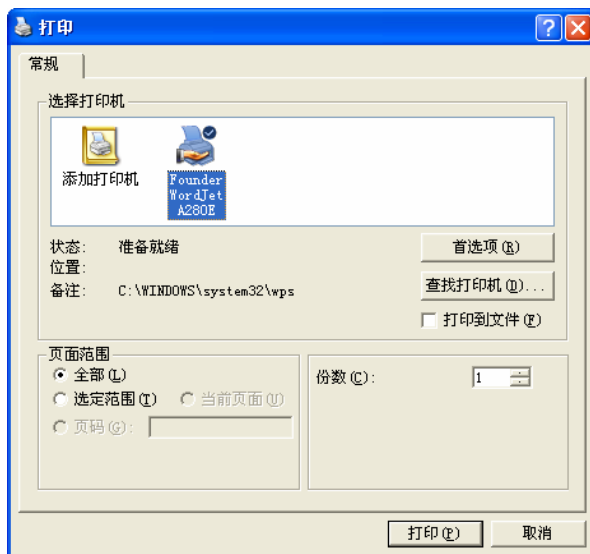 打印
常规
选择打印机
添加打印机
Founder
WordJet
A280E
状态: 准备就绪
首选项(R)
位置:
备注: C:\WINDOWS\system32\wps
查找打印机(D)...
打印到文件(F)
页面范围
全部(L)
选定范围(T) 当前页面(U)
页码(G):
份数(C): 1
打印(P) 取消